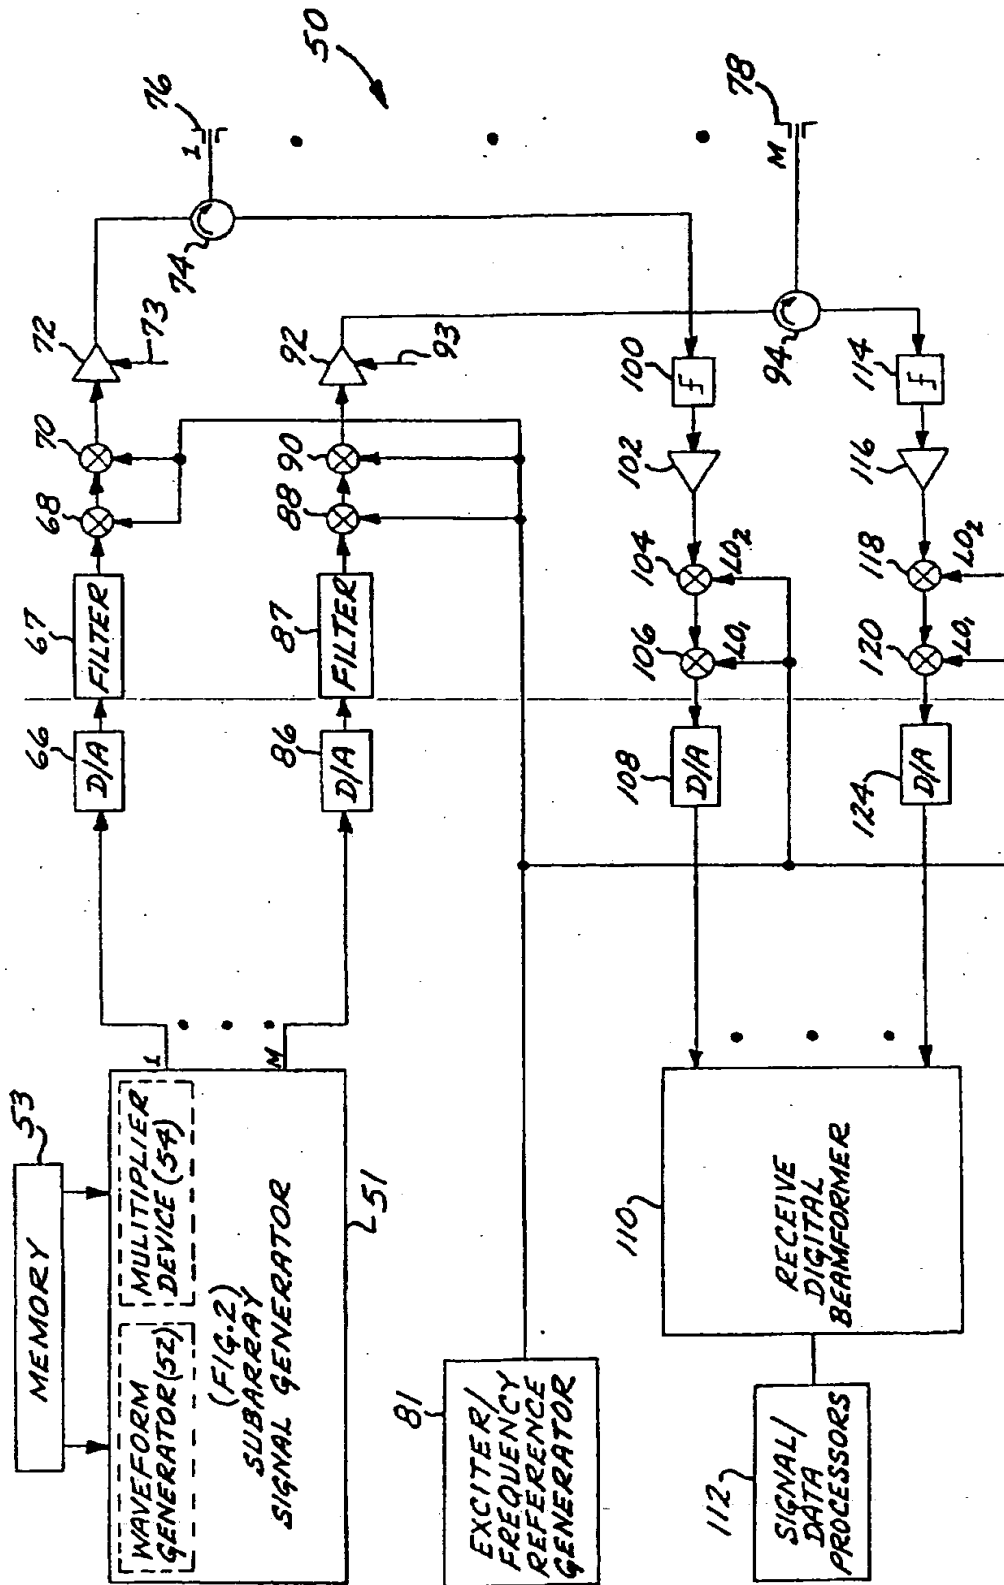 50
MEMORY
53
WAVEFORM
GENERATOR(52)
MULITIPLIER
DEVICE (54)
(FIG.2)
SUBARRAY
SIGNAL GENERATOR
51
1
M
66
D/A
67
FILTER
68
70
72
73
74
1
76
86
D/A
87
FILTER
88
90
92
93
94
M
78
81
EXCITER/
FREQUENCY
REFERENCE
GENERATOR
100
102
104
LO2
106
LO1
108
D/A
110
RECEIVE
DIGITAL
BEAMFORMER
112
SIGNAL/
DATA
PROCESSORS
114
116
118
LO2
120
LO1
124
D/A